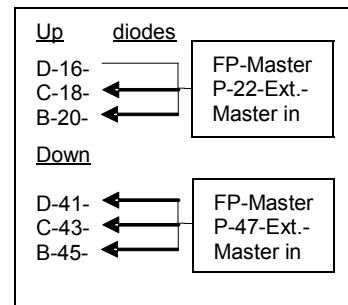 Up diodes
D-16-
C-18-
B-20-
FP-Master
P-22-Ext.-
Master in
Down
D-41-
C-43-
B-45-
FP-Master
P-47-Ext.-
Master in